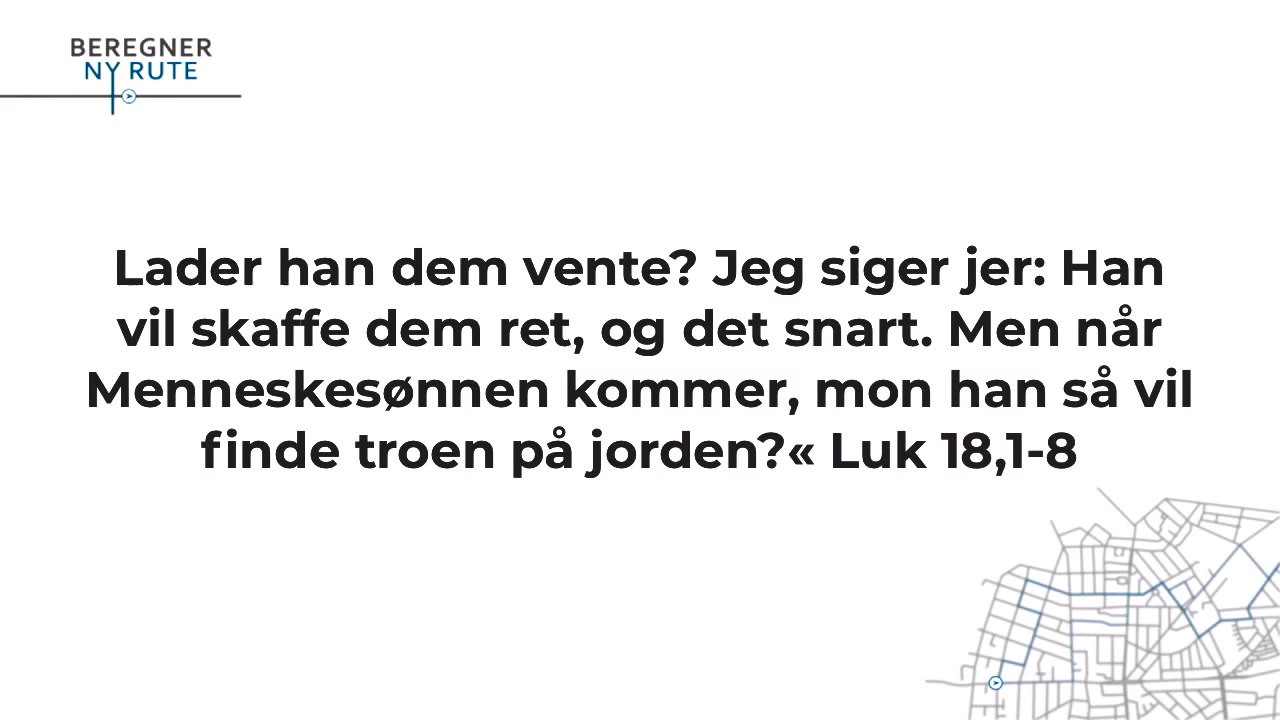 BEREGNER
NY RUTE
Lader han dem vente? Jeg siger jer: Han
vil skaffe dem ret, og det snart. Men når
Menneskesønnen kommer, mon han så vil
finde troen på jorden?« Luk 18,1-8